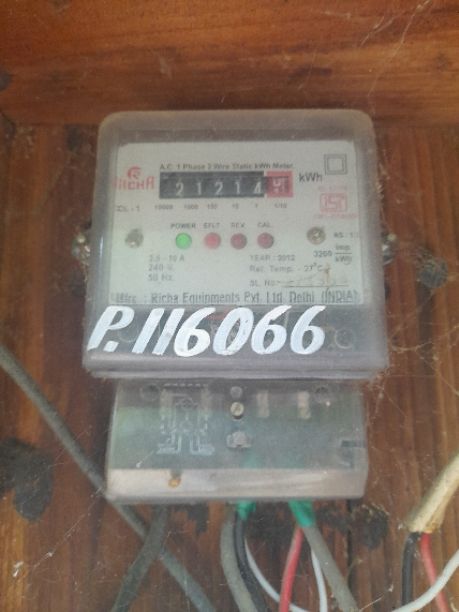 A.C. 1 Phase 2 Wire Static kWh Meter
RICHA
21214
kWh
10000 1000 100 10 1 1/10
CL-1
POWER E/LT REV. CAL.
2.5 - 10 A
240 V.
50 Hz.
YEAR : 2012
Ref. Temp. - 27°C
SL. No.
3200 imp. kWh
Mfrs. : Richa Equipments Pvt. Ltd. Delhi (INDIA)
P.116066